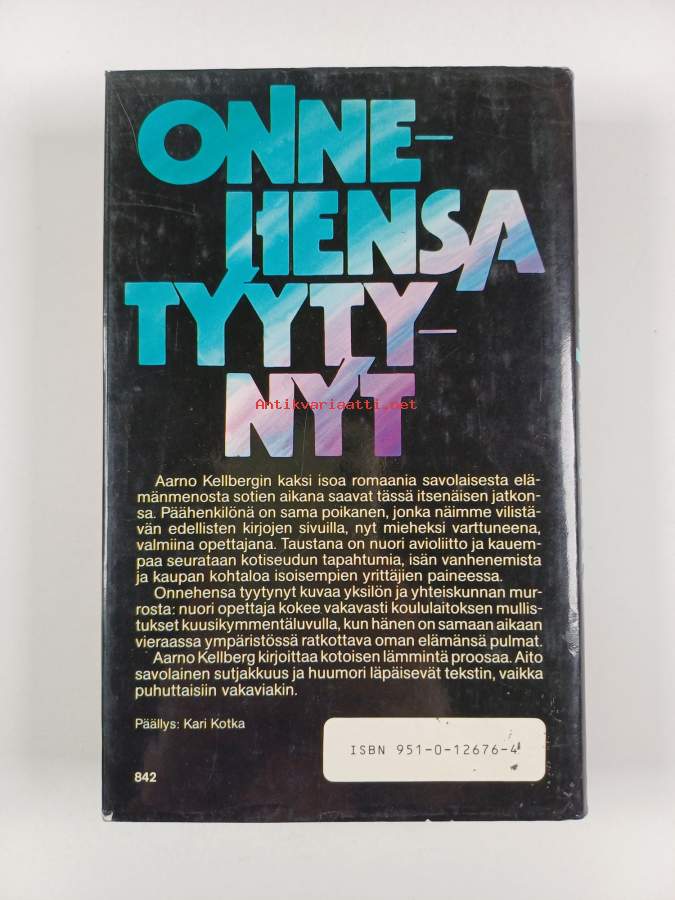 ONNE-
HENSA
TYYTY-
NYT
Antikvariaatti.net
Aarno Kellbergin kaksi isoa romaania savolaisesta elä-
mänmenosta sotien aikana saavat tässä itsenäisen jatkon-
sa. Päähenkilönä on sama poikanen, jonka näimme vilistä-
vän edellisten kirjojen sivuilla, nyt mieheksi varttuneena,
valmiina opettajana. Taustana on nuori avioliitto ja kauem-
paa seurataan kotiseudun tapahtumia, isän vanhenemista
ja kaupan kohtaloa isoisempien yrittäjien paineessa.
Onnehensa tyytynyt kuvaa yksilön ja yhteiskunnan mur-
rosta: nuori opettaja kokee vakavasti koululaitoksen mullis-
tukset kuusikymmentäluvulla, kun hänen on samaan aikaan
vieraassa ympäristössä ratkottava oman elämänsä pulmat.
Aarno Kellberg kirjoittaa kotoisen lämmintä proosaa. Aito
savolainen sutjakkuus ja huumori läpäisevät tekstin, vaikka
puhuttaisiin vakaviakin.
Päällys: Kari Kotka
ISBN 951-0-12676-4
842